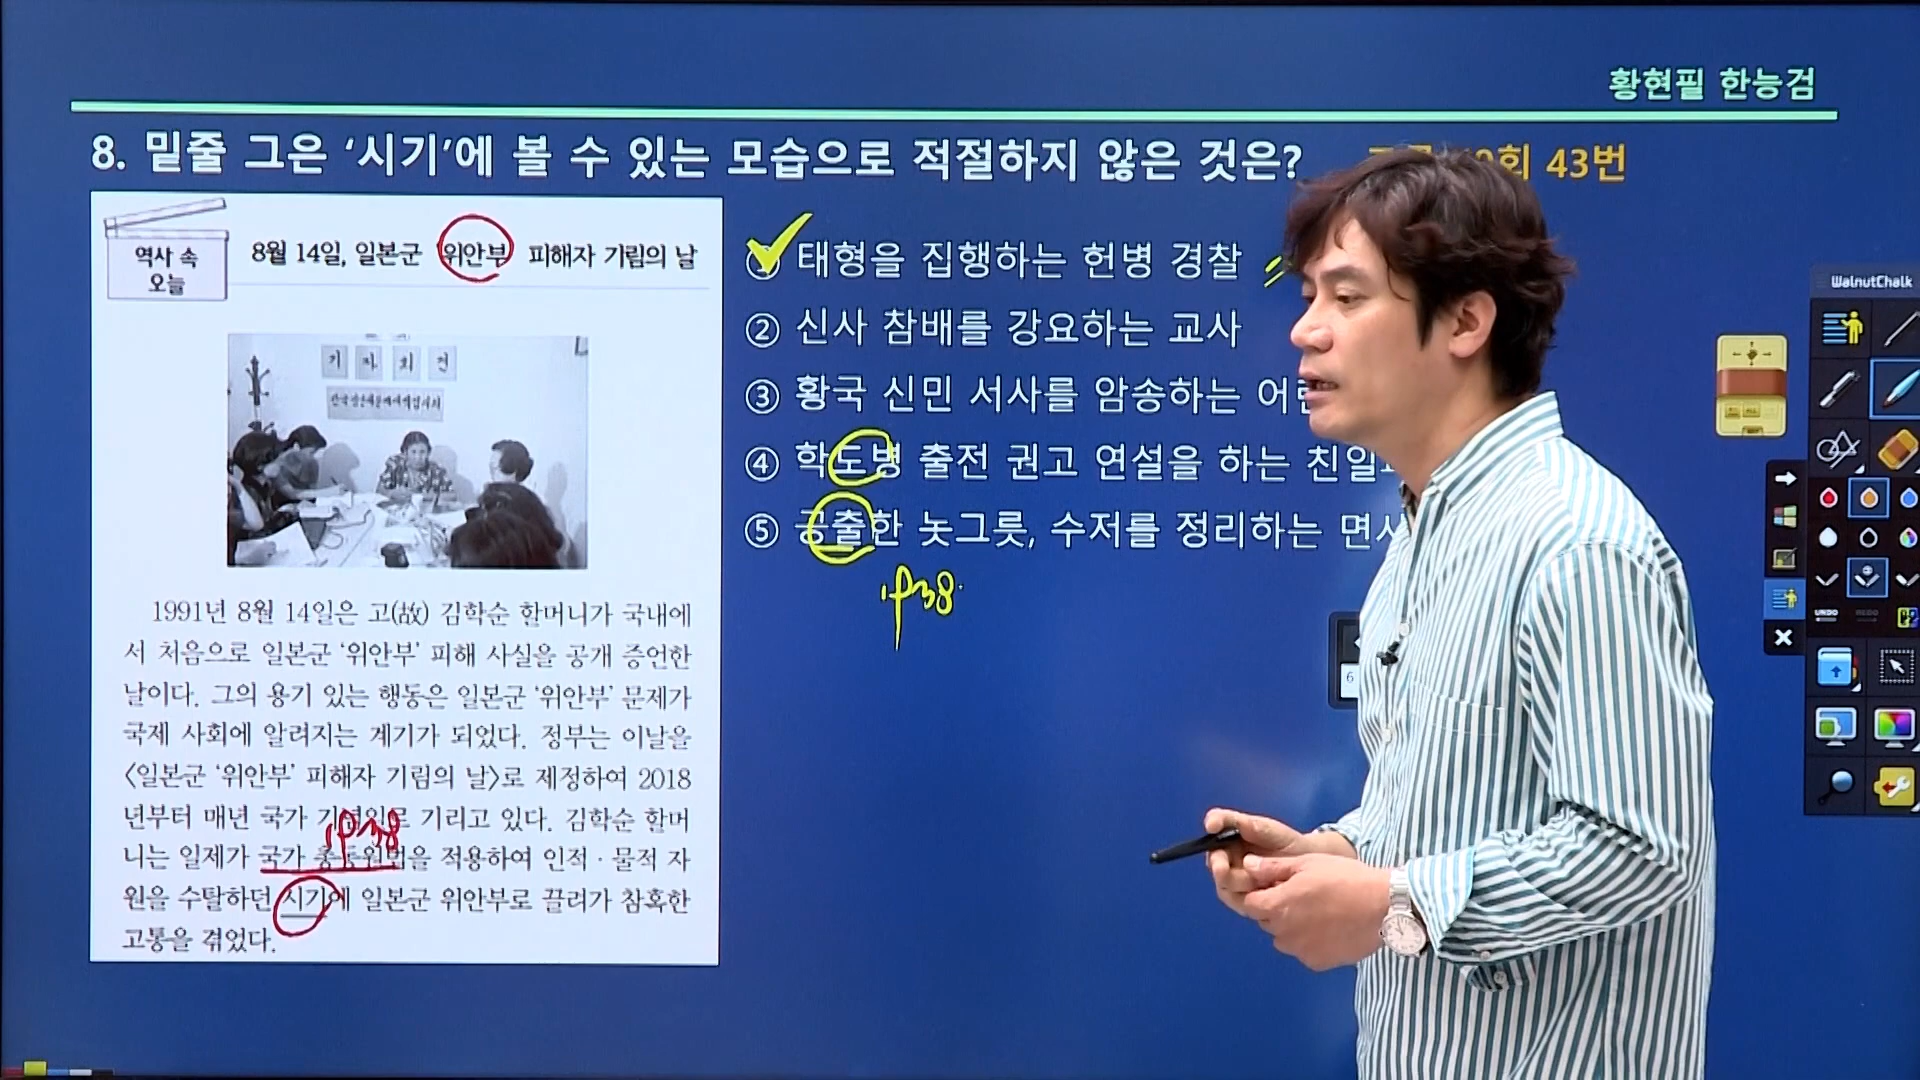 황현필 한능검
8. 밑줄 그은 ‘시기’에 볼 수 있는 모습으로 적절하지 않은 것은?
회 43번
역사 속
오늘
8월 14일, 일본군 ‘위안부’ 피해자 기림의 날
기 자 회 견
1991년 8월 14일은 고(故) 김학순 할머니가 국내에
서 처음으로 일본군 ‘위안부’ 피해 사실을 공개 증언한
날이다. 그의 용기 있는 행동은 일본군 ‘위안부’ 문제가
국제 사회에 알려지는 계기가 되었다. 정부는 이날을
<일본군 ‘위안부’ 피해자 기림의 날>로 제정하여 2018
년부터 매년 국가 기념일로 기리고 있다. 김학순 할머
1938
니는 일제가 국가 총동원법을 적용하여 인적 · 물적 자
원을 수탈하던 시기에 일본군 위안부로 끌려가 참혹한
고통을 겪었다.
① 태형을 집행하는 헌병 경찰
② 신사 참배를 강요하는 교사
③ 황국 신민 서사를 암송하는 어린
④ 학도병 출전 권고 연설을 하는 친일
⑤ 공출한 놋그릇, 수저를 정리하는 면서
1938
WalnutChalk
UNDO
REDO
6